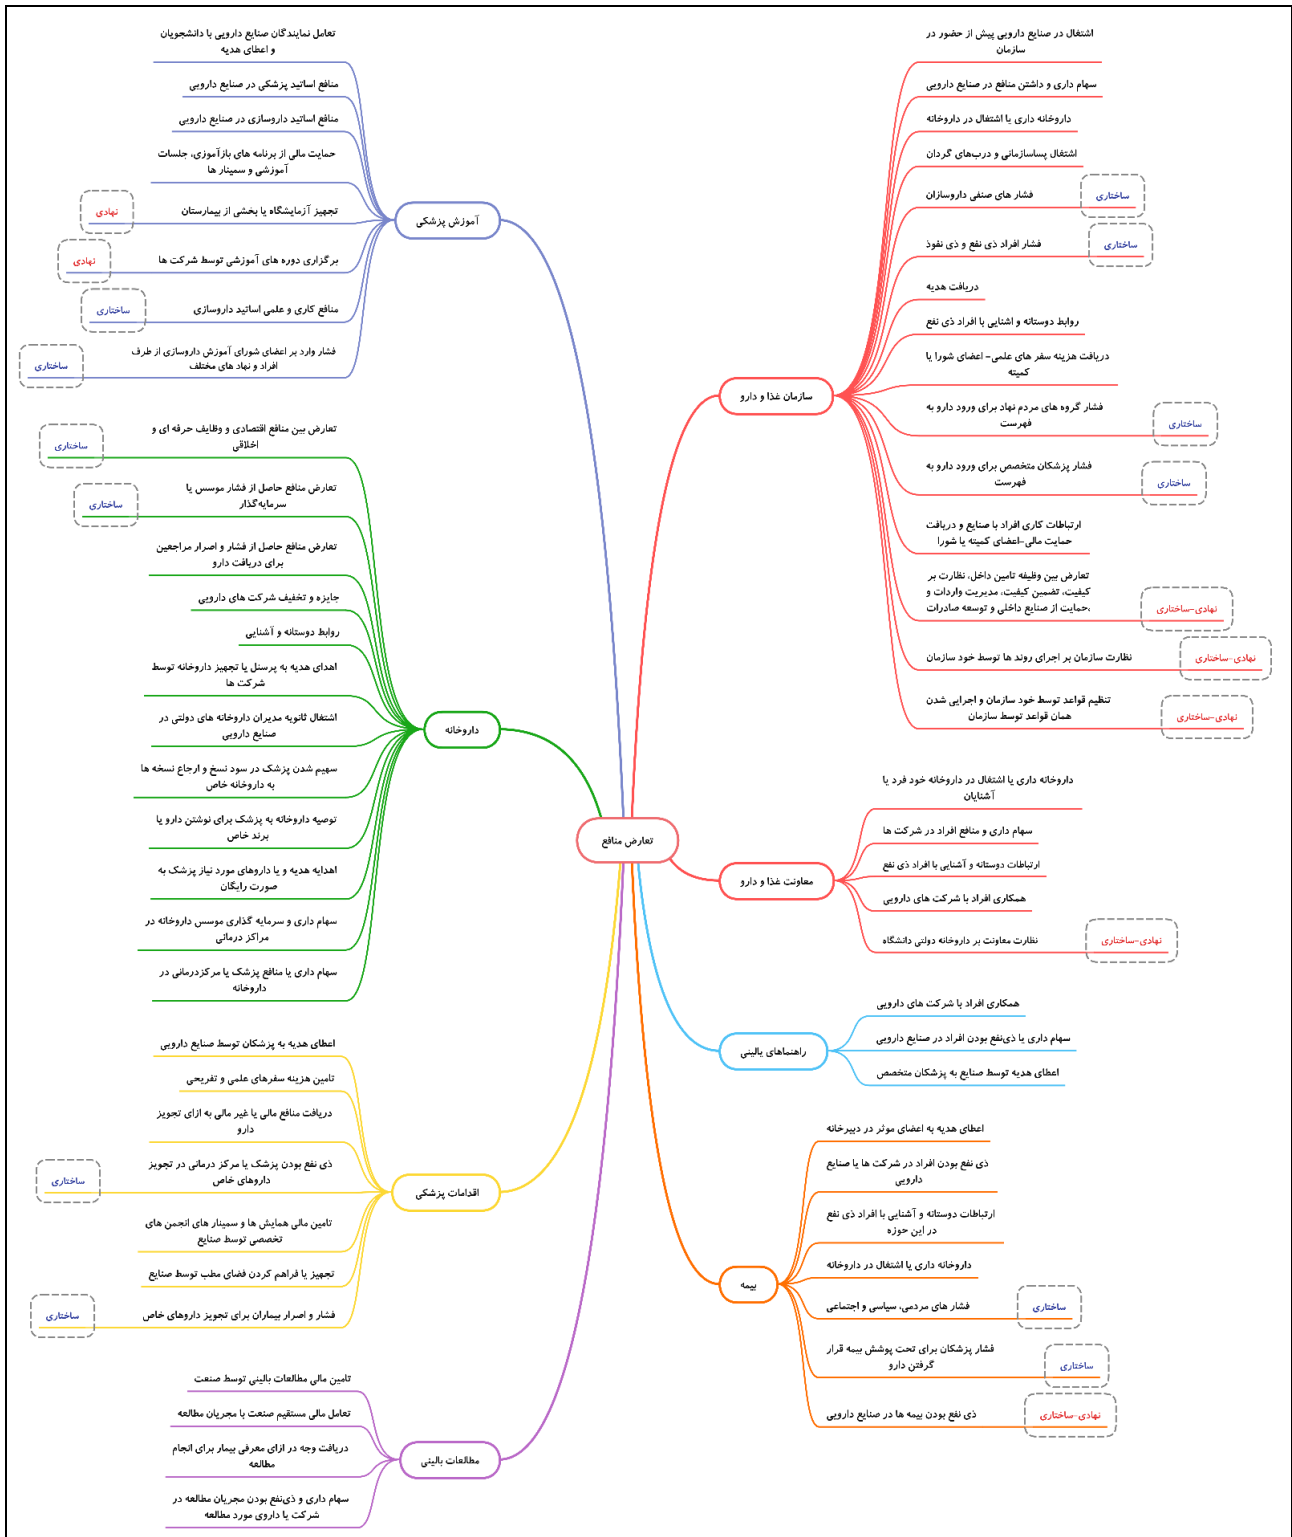 تعارض منافع
سازمان غذا و دارو
اشتغال در صنایع دارویی پیش از حضور در
سازمان
سهام داری و داشتن منافع در صنایع دارویی
داروخانه داری یا اشتغال در داروخانه
اشتغال پساسازمانی و درب‌های گردان
فشار های صنفی داروسازان
ساختاری
فشار افراد ذی نفع و ذی نفوذ
ساختاری
دریافت هدیه
روابط دوستانه و اشنایی با افراد ذی نفع
دریافت هزینه سفر های علمی- اعضای شورا یا
کمیته
فشار گروه های مردم نهاد برای ورود دارو به
فهرست
ساختاری
فشار پزشکان متخصص برای ورود دارو به
فهرست
ساختاری
ارتباطات کاری افراد با صنایع و دریافت
حمایت مالی-اعضای کمیته یا شورا
تعارض بین وظیفه تامین داخل، نظارت بر
کیفیت، تضمین کیفیت، مدیریت واردات و
حمایت از صنایع داخلی و توسعه صادرات،
نهادی-ساختاری
نظارت سازمان بر اجرای روند ها توسط خود سازمان
نهادی-ساختاری
تنظیم قواعد توسط خود سازمان و اجرایی شدن
همان قواعد توسط سازمان
نهادی-ساختاری
معاونت غذا و دارو
داروخانه داری یا اشتغال در داروخانه خود فرد یا
آشنایان
سهام داری و منافع افراد در شرکت ها
ارتباطات دوستانه و آشنایی با افراد ذی نفع
همکاری افراد با شرکت های دارویی
نظارت معاونت بر داروخانه دولتی دانشگاه
نهادی-ساختاری
راهنماهای بالینی
همکاری افراد با شرکت های دارویی
سهام داری یا ذی‌نفع بودن افراد در صنایع دارویی
اعطای هدیه توسط صنایع به پزشکان متخصص
بیمه
اعطای هدیه به اعضای موثر در دبیرخانه
ذی نفع بودن افراد در شرکت ها یا صنایع
دارویی
ارتباطات دوستانه و آشنایی با افراد ذی نفع
در این حوزه
داروخانه داری یا اشتغال در داروخانه
فشار های مردمی، سیاسی و اجتماعی
ساختاری
فشار پزشکان برای تحت پوشش بیمه قرار
گرفتن دارو
ساختاری
ذی نفع بودن بیمه ها در صنایع دارویی
نهادی-ساختاری
آموزش پزشکی
تعامل نمایندگان صنایع دارویی با دانشجویان
و اعطای هدیه
منافع اساتید پزشکی در صنایع دارویی
منافع اساتید داروسازی در صنایع دارویی
حمایت مالی از برنامه های بازآموزی، جلسات
آموزشی و سمینار ها
تجهیز آزمایشگاه یا بخشی از بیمارستان
نهادی
برگزاری دوره های آموزشی توسط شرکت ها
نهادی
منافع کاری و علمی اساتید داروسازی
ساختاری
فشار وارد بر اعضای شورای آموزش داروسازی از طرف
افراد و نهاد های مختلف
ساختاری
داروخانه
تعارض بین منافع اقتصادی و وظایف حرفه ای و
اخلاقی
ساختاری
تعارض منافع حاصل از فشار موسس یا
سرمایه‌گذار
ساختاری
تعارض منافع حاصل از فشار و اصرار مراجعین
برای دریافت دارو
جایزه و تخفیف شرکت های دارویی
روابط دوستانه و آشنایی
اهدای هدیه به پرسنل یا تجهیز داروخانه توسط
شرکت ها
اشتغال ثانویه مدیران داروخانه های دولتی در
صنایع دارویی
سهیم شدن پزشک در سود نسخ و ارجاع نسخه ها
به داروخانه خاص
توصیه داروخانه به پزشک برای نوشتن دارو یا
برند خاص
اهدایه هدیه و یا داروهای مورد نیاز پزشک به
صورت رایگان
سهام داری و سرمایه گذاری موسس داروخانه در
مراکز درمانی
سهام داری یا منافع پزشک یا مرکزدرمانی در
داروخانه
اقدامات پزشکی
اعطای هدیه به پزشکان توسط صنایع دارویی
تامین هزینه سفرهای علمی و تفریحی
دریافت منافع مالی یا غیر مالی به ازای تجویز
دارو
ذی نفع بودن پزشک یا مرکز درمانی در تجویز
داروهای خاص
ساختاری
تامین مالی همایش ها و سمینار های انجمن های
تخصصی توسط صنایع
تجهیز یا فراهم کردن فضای مطب توسط صنایع
فشار و اصرار بیماران برای تجویز داروهای خاص
ساختاری
مطالعات بالینی
تامین مالی مطالعات بالینی توسط صنعت
تعامل مالی مستقیم صنعت با مجریان مطالعه
دریافت وجه در ازای معرفی بیمار برای انجام
مطالعه
سهام داری و ذی‌نفع بودن مجریان مطالعه در
شرکت یا داروی مورد مطالعه